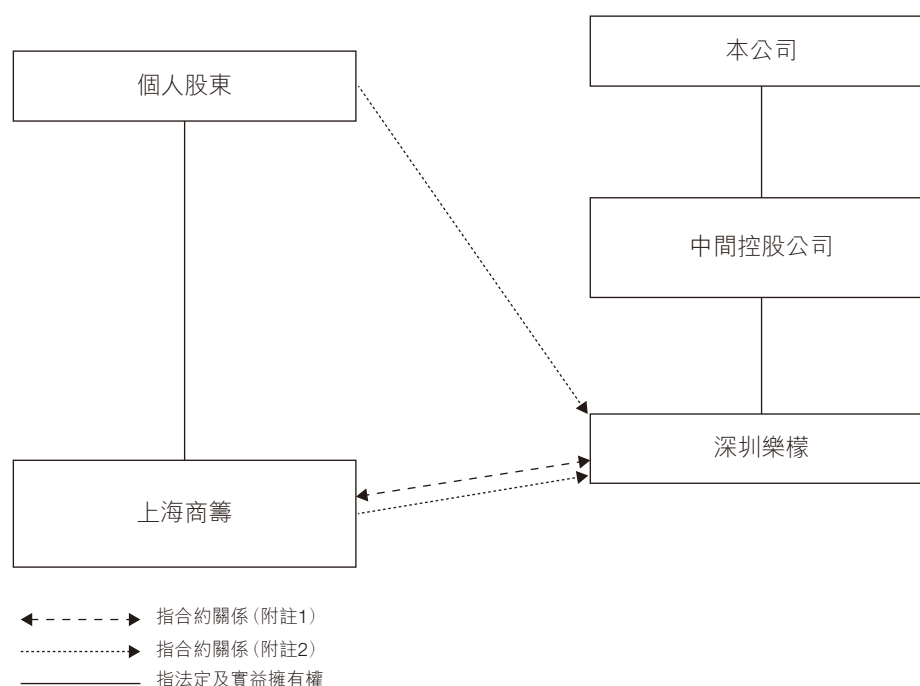 本公司
個人股東
中間控股公司
深圳樂檬
上海商籌
指合約關係(附註1)
指合約關係(附註2)
指法定及實益擁有權